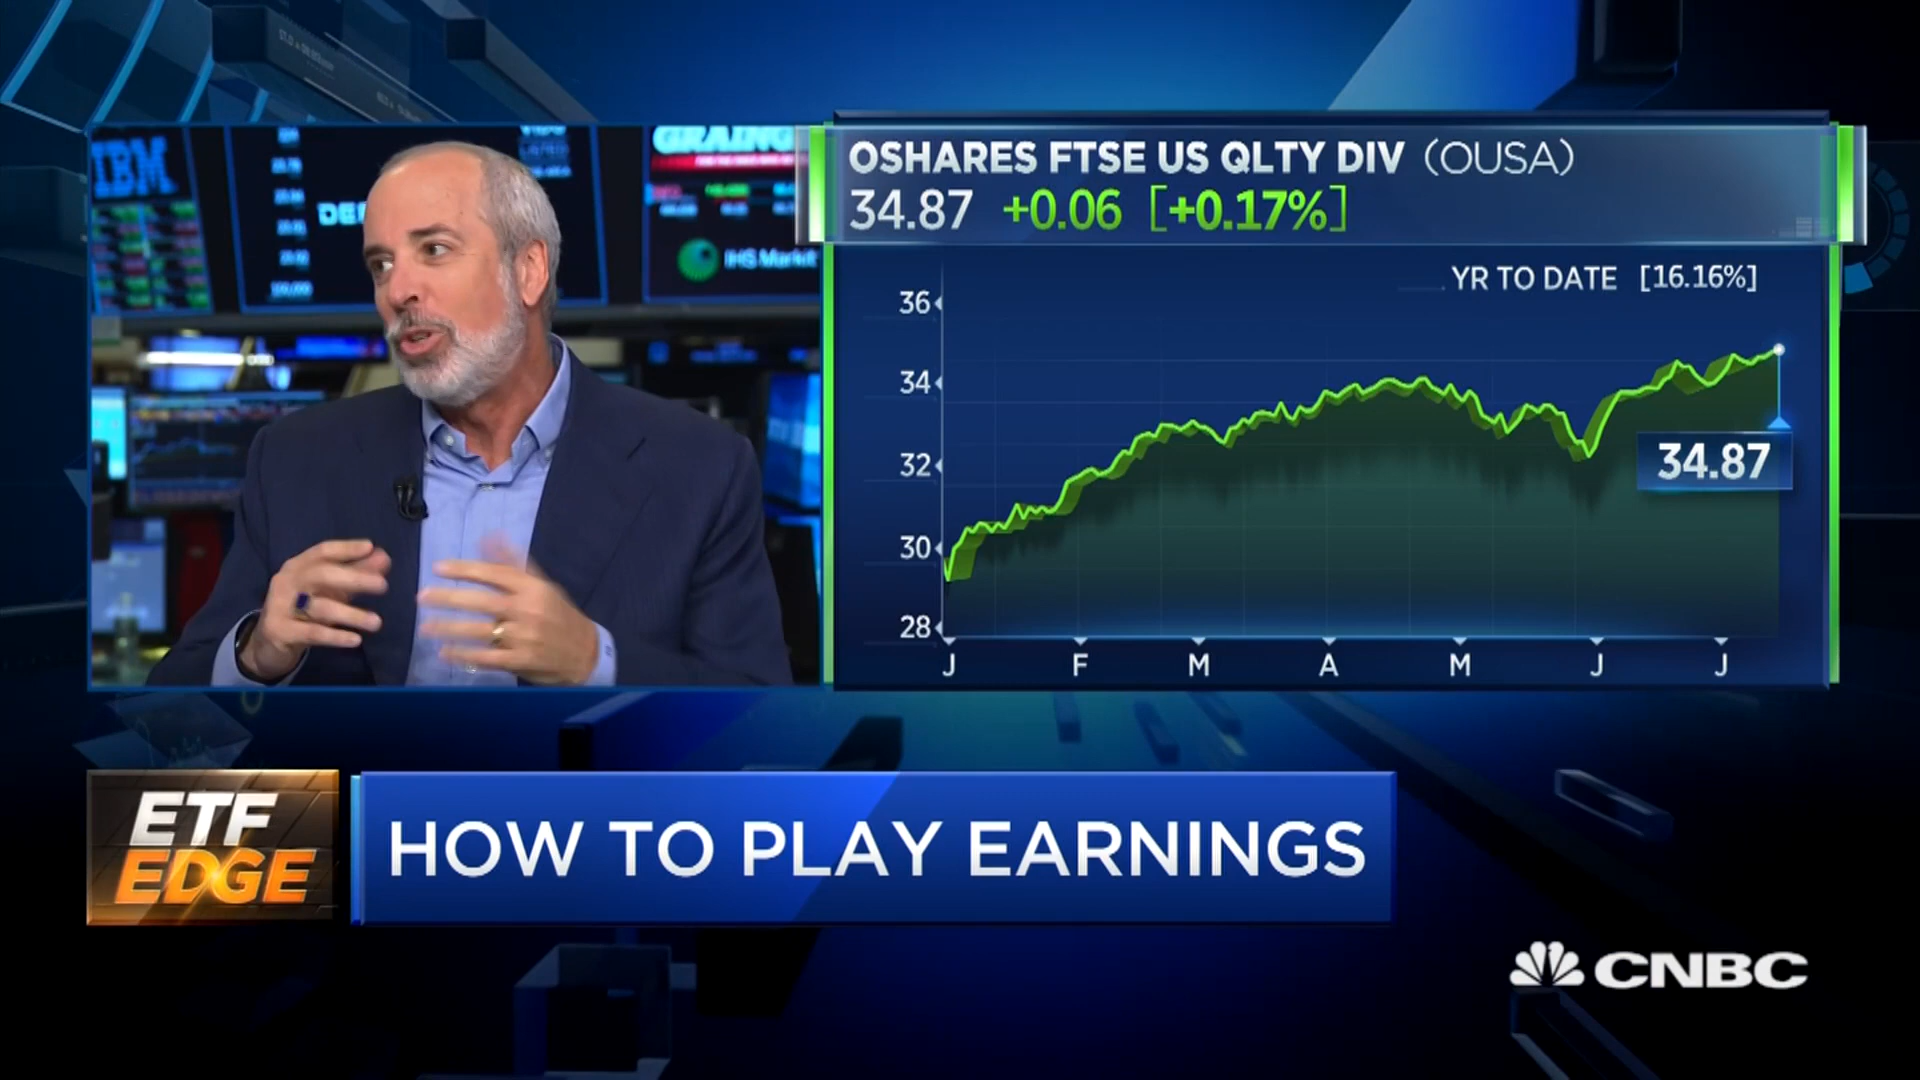 IBM
GRAING
IHS Markit
OSHARES FTSE US QLTY DIV (OUSA)
34.87 +0.06 [+0.17%]
YR TO DATE [16.16%]
36
34
32
30
28
34.87
J F M A M J J
ETF
EDGE
HOW TO PLAY EARNINGS
CNBC